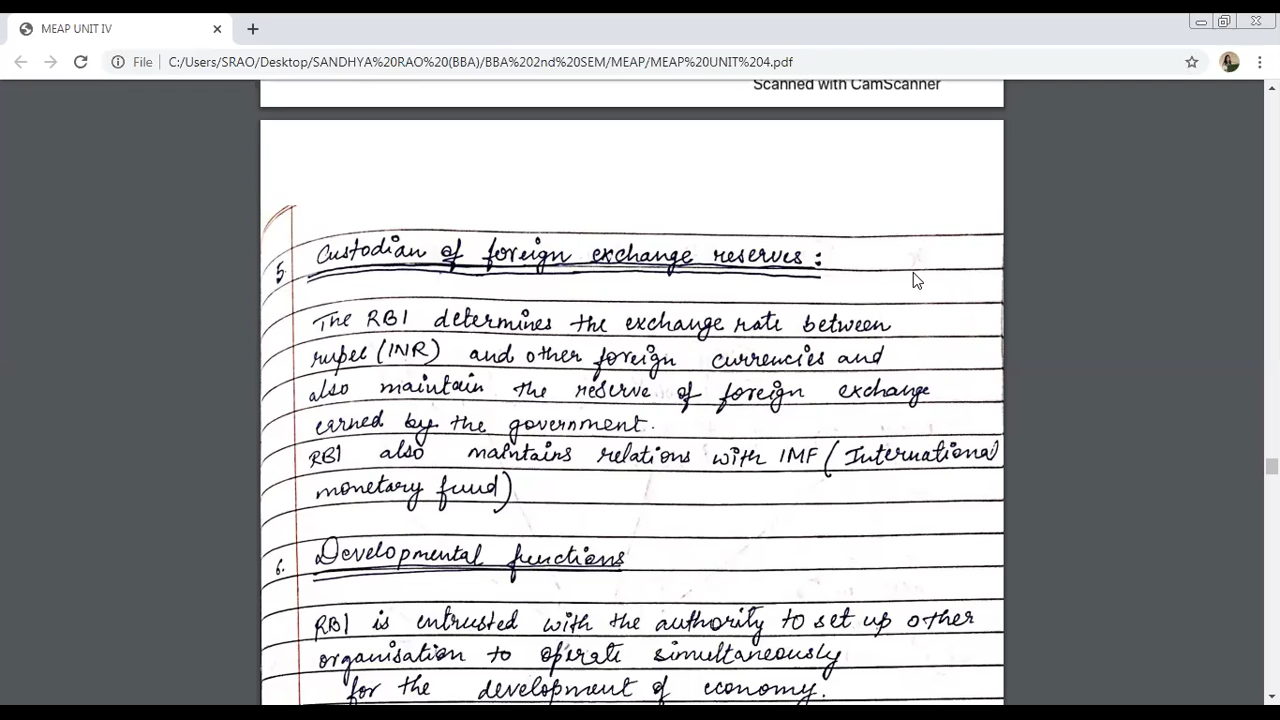 MEAP UNIT IV
File
C:/Users/SRAO/Desktop/SANDHYA%20RAO%20(BBA)/BBA%202nd%20SEM/MEAP/MEAP%20UNIT%204.pdf
Scanned with CamScanner
5. Custodian of foreign exchange reserves:
The RBI determines the exchange rate between
rupee (INR) and other foreign currencies and
also maintain the reserve of foreign exchange
earned by the government.
RBI also maintains relations with IMF (International
monetary fund)
6. Developmental functions
RBI is entrusted with the authority to set up other
organisation to operate simultaneously
for the development of economy.